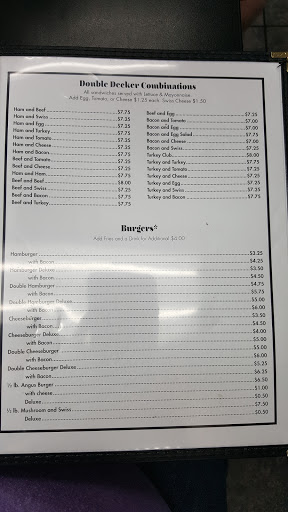 Double Decker Combinations
All sandwiches served with Lettuce & Mayonnaise.
Add Egg, Tomato, or Cheese $1.25 each. Swiss Cheese $1.50
Ham and Beef $7.75
Ham and Swiss $7.25
Ham and Egg $7.25
Ham and Turkey $7.75
Ham and Tomato $7.25
Ham and Cheese $7.25
Ham and Bacon $7.75
Beef and Tomato $7.25
Beef and Cheese $7.25
Ham and Ham $7.75
Beef and Beef $8.00
Beef and Swiss $7.25
Beef and Bacon $7.75
Beef and Turkey $7.75
Beef and Egg $7.25
Bacon and Tomato $7.00
Bacon and Egg $7.00
Bacon and Egg Salad $7.75
Bacon and Cheese $7.00
Bacon and Swiss $7.25
Turkey Club $8.00
Turkey and Turkey $7.75
Turkey and Tomato $7.25
Turkey and Cheese $7.25
Turkey and Egg $7.25
Turkey and Swiss $7.25
Turkey and Bacon $7.75
Burgers*
Add Fries and a Drink for Additional $4.00
Hamburger $3.25
with Bacon $4.25
Hamburger Deluxe $3.50
with Bacon $4.50
Double Hamburger $4.75
with Bacon $5.75
Double Hamburger Deluxe $5.00
with Bacon $6.00
Cheeseburger $3.50
with Bacon $4.50
Cheeseburger Deluxe $4.00
with Bacon $5.00
Double Cheeseburger $5.00
with Bacon $6.00
Double Cheeseburger Deluxe $5.25
with Bacon $6.25
½ lb. Angus Burger $6.50
with cheese $1.00
Deluxe $0.50
½ lb. Mushroom and Swiss $7.50
Deluxe $0.50